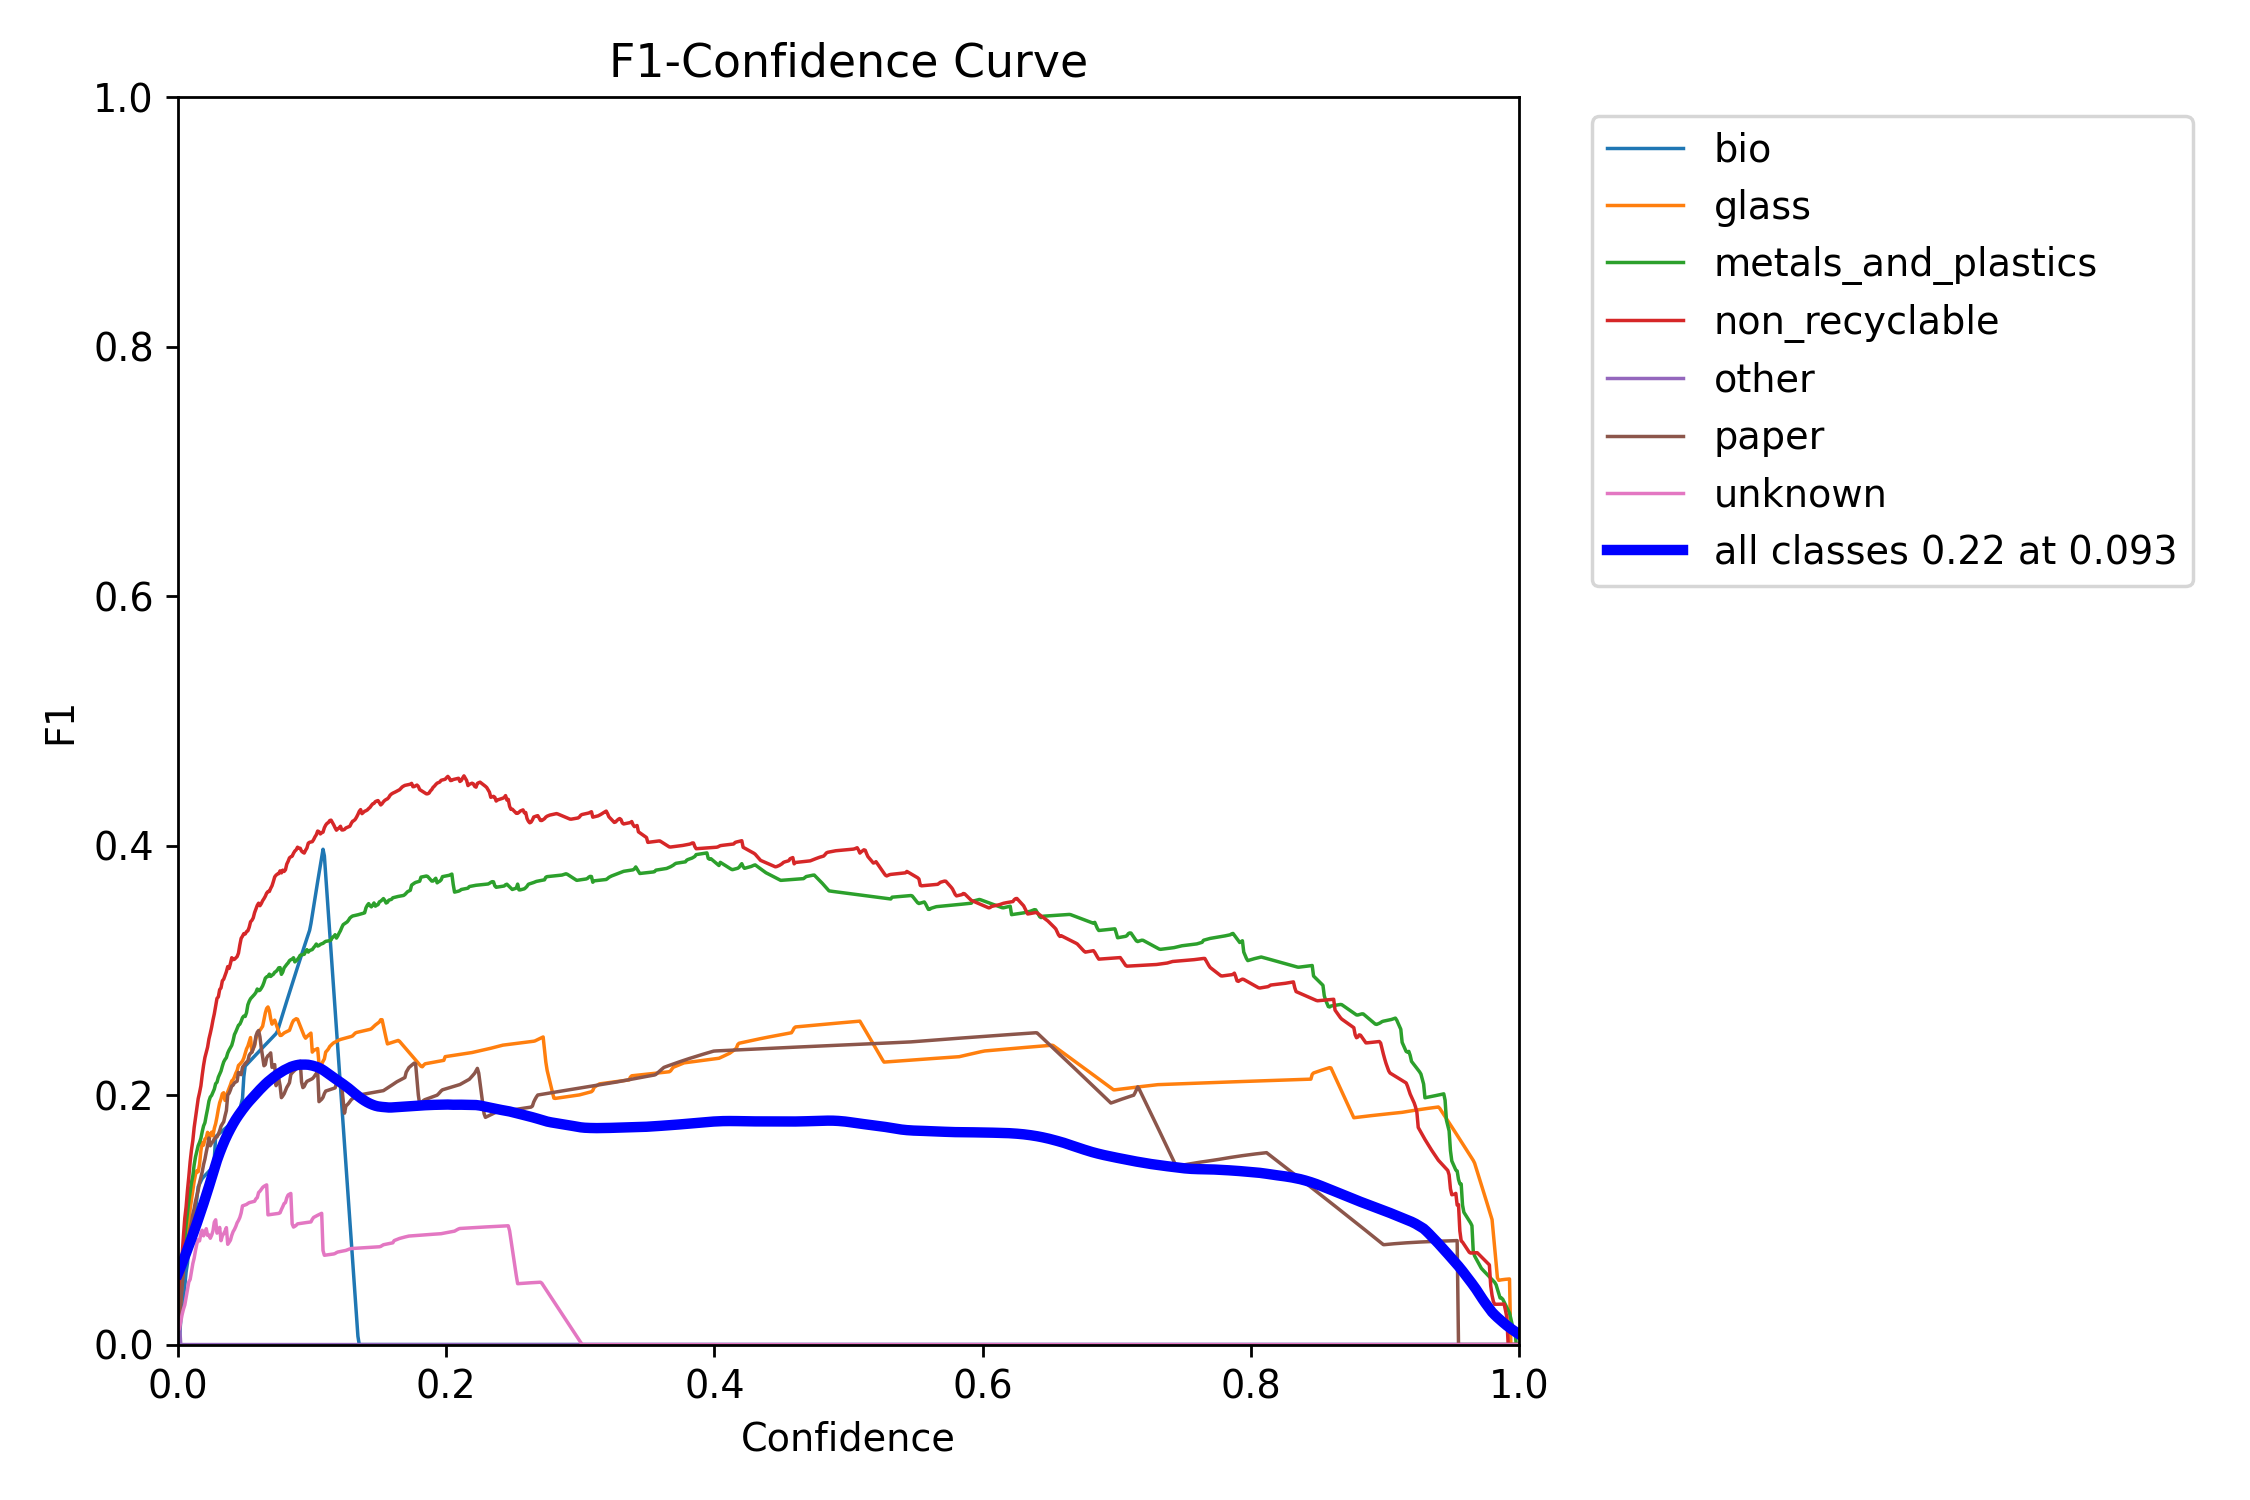 F1-Confidence Curve
1.0
0.8
0.6
0.4
0.2
0.0
F1
0.0 0.2 0.4 0.6 0.8 1.0
Confidence
bio
glass
metals_and_plastics
non_recyclable
other
paper
unknown
all classes 0.22 at 0.093